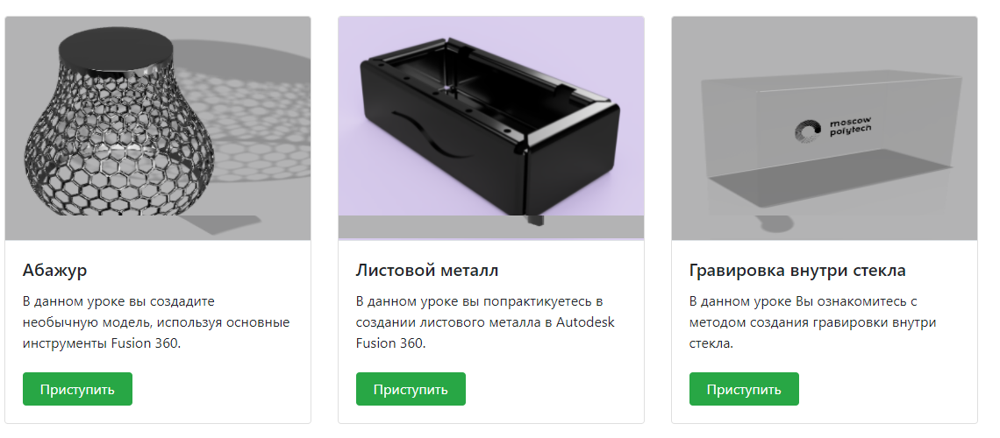 moscow
polytech
Абажур
В данном уроке вы создадите
необычную модель, используя основные
инструменты Fusion 360.
Приступить
Листовой металл
В данном уроке вы попрактикуетесь в
создании листового металла в Autodesk
Fusion 360.
Приступить
Гравировка внутри стекла
В данном уроке Вы ознакомитесь с
методом создания гравировки внутри
стекла.
Приступить